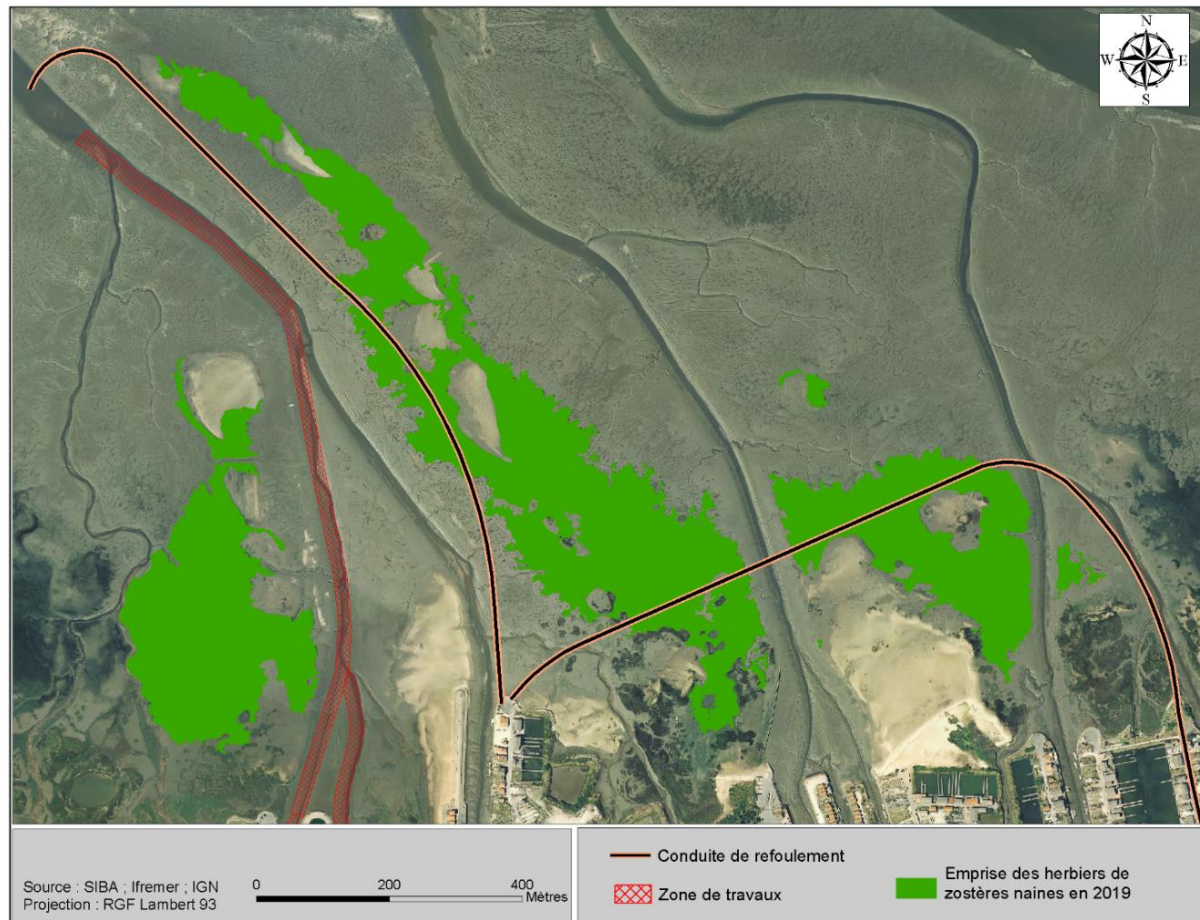 N
W E
S
Source : SIBA ; Ifremer ; IGN
Projection : RGF Lambert 93
0 200 400
Mètres
Conduite de refoulement
Zone de travaux
Emprise des herbiers de
zostères naines en 2019